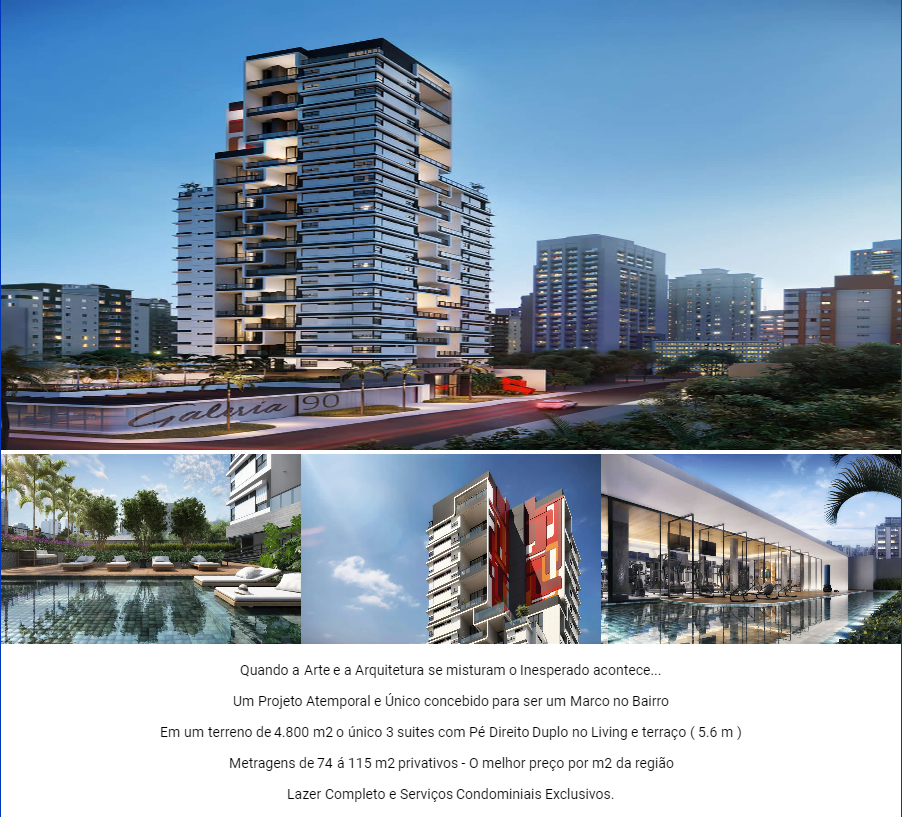 Galeria 90
Quando a Arte e a Arquitetura se misturam o Inesperado acontece...
Um Projeto Atemporal e Único concebido para ser um Marco no Bairro
Em um terreno de 4.800 m2 o único 3 suites com Pé Direito Duplo no Living e terraço ( 5.6 m )
Metragens de 74 á 115 m2 privativos - O melhor preço por m2 da região
Lazer Completo e Serviços Condominiais Exclusivos.